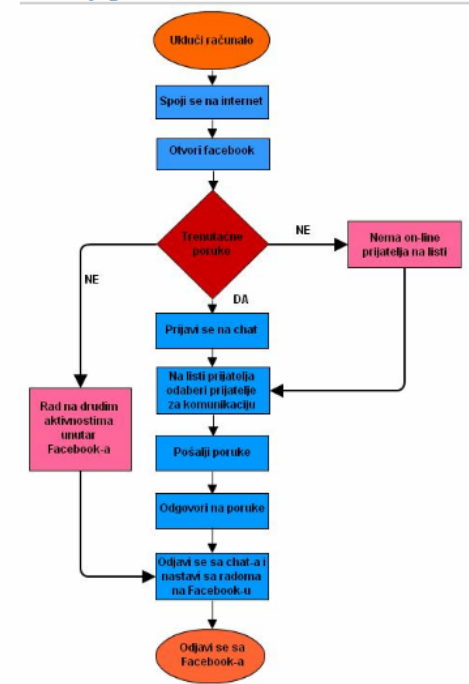 Uključi računalo
Spoji se na internet
Otvori facebook
Trenutačne
poruke
NE
Nema on-line
prijatelja na listi
NE
DA
Prijavi se na chat
Na listi prijatelja
odaberi prijatelje
za komunikaciju
Rad na drudim
aktivnostima
unutar
Facebook-a
Pošalji poruke
Odgovori na poruke
Odjavi se sa chat-a i
nastavi sa radoma
na Facebook-u
Odjavi se sa
Facebook-a